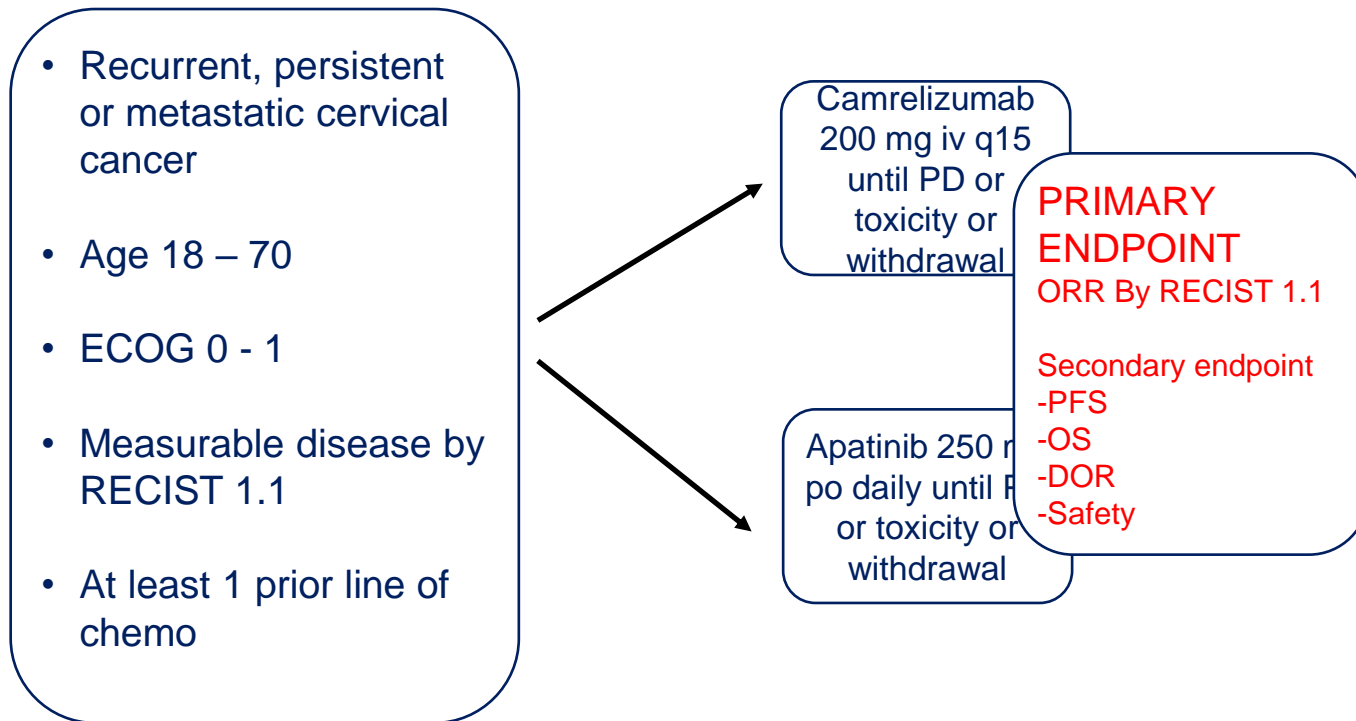 • Recurrent, persistent
or metastatic cervical
cancer
• Age 18 – 70
• ECOG 0 - 1
• Measurable disease by
RECIST 1.1
• At least 1 prior line of
chemo
Camrelizumab
200 mg iv q15
until PD or
toxicity or
withdrawal
Apatinib 250
po daily until
or toxicity or
withdrawal
PRIMARY
ENDPOINT
ORR By RECIST 1.1
Secondary endpoint
-PFS
-OS
-DOR
-Safety